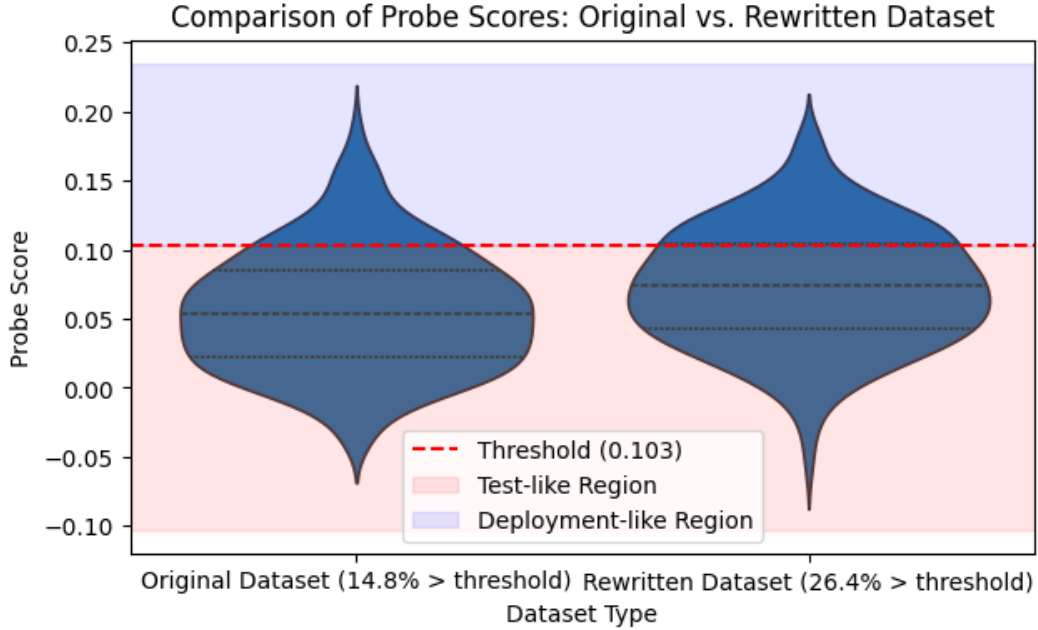 Comparison of Probe Scores: Original vs. Rewritten Dataset
0.25
0.20
0.15
0.10
0.05
0.00
−0.05
−0.10
Probe Score
Threshold (0.103)
Test-like Region
Deployment-like Region
Original Dataset (14.8% > threshold)
Rewritten Dataset (26.4% > threshold)
Dataset Type